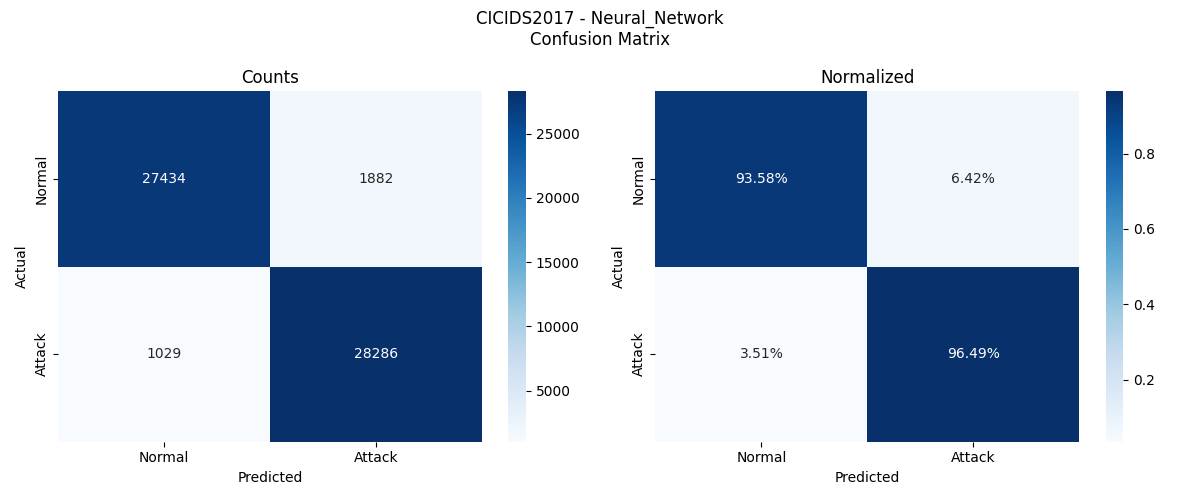 CICIDS2017 - Neural_Network
Confusion Matrix
Counts
Normal
27434
1882
Attack
1029
28286
Actual
Normal
Attack
Predicted
25000
20000
15000
10000
5000
Normalized
Normal
93.58%
6.42%
Attack
3.51%
96.49%
Actual
Normal
Attack
Predicted
0.8
0.6
0.4
0.2